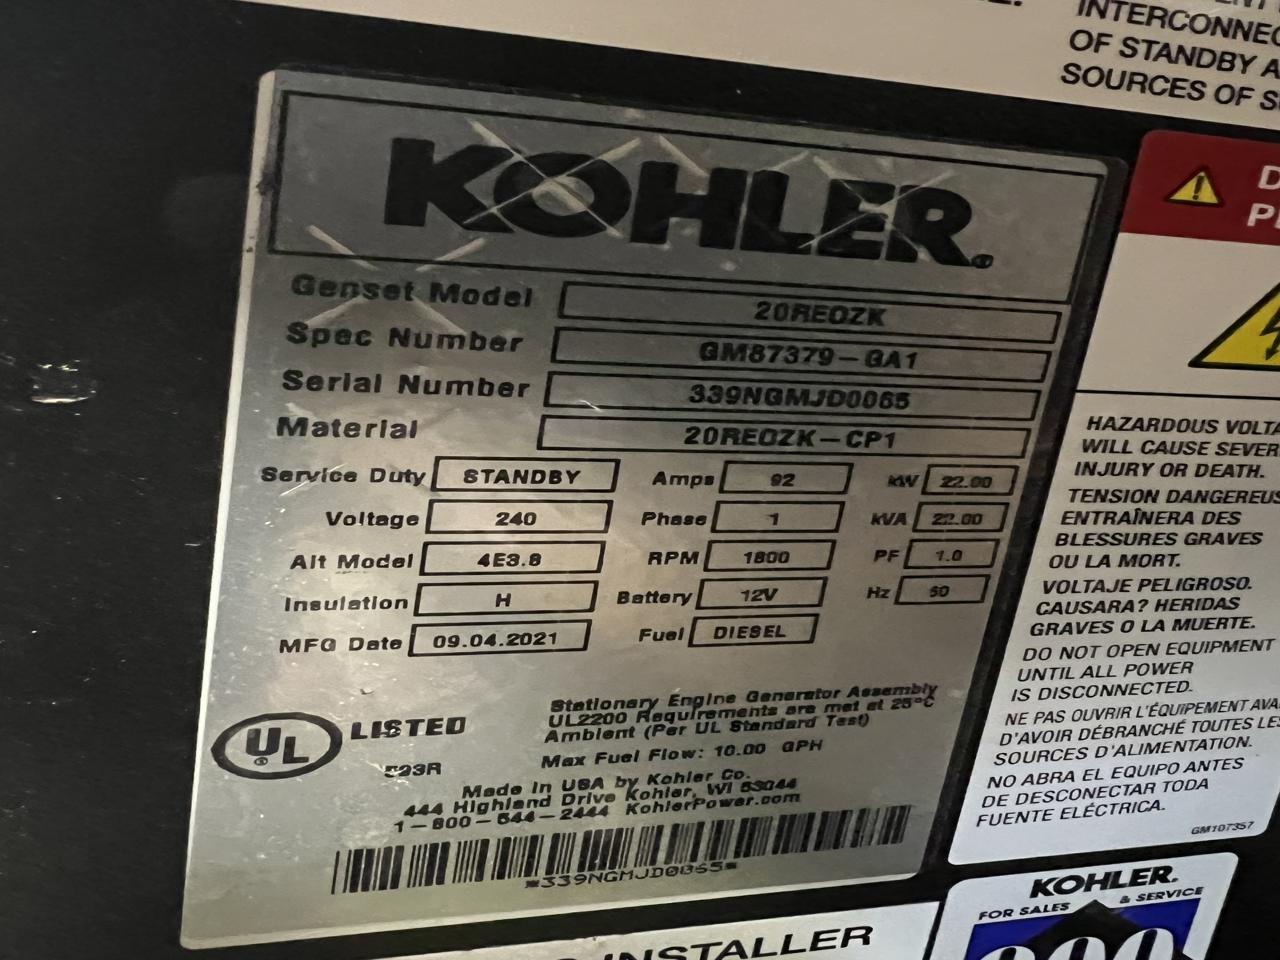 INTERCONNEC
OF STANDBY A
SOURCES OF S
KOHLER®
Genset Model 20REOZK
Spec Number GM87379-GA1
Serial Number 339NGMJD0065
Material 20REOZK-CP1
Service Duty STANDBY Amps 92 kW 22.00
Voltage 240 Phase 1 kVA 22.00
Alt Model 4E3.8 RPM 1800 PF 1.0
Insulation H Battery 12V Hz 60
MFG Date 09.04.2021 Fuel DIESEL
Stationary Engine Generator Assembly
UL2200 Requirements are met at 25°C
Ambient (Per UL Standard Test)
Max Fuel Flow: 10.00 GPH
UL® LISTED
523R
Made in USA by Kohler Co.
444 Highland Drive Kohler, WI 53044
1-800-544-2444 KohlerPower.com
*339NGMJD0065*
HAZARDOUS VOLTA
WILL CAUSE SEVER
INJURY OR DEATH.
TENSION DANGEREUS
ENTRAÎNERA DES
BLESSURES GRAVES
OU LA MORT.
VOLTAJE PELIGROSO.
CAUSARA? HERIDAS
GRAVES O LA MUERTE.
DO NOT OPEN EQUIPMENT
UNTIL ALL POWER
IS DISCONNECTED.
NE PAS OUVRIR L'ÉQUIPEMENT AVA
D'AVOIR DÉBRANCHÉ TOUTES LES
SOURCES D'ALIMENTATION.
NO ABRA EL EQUIPO ANTES
DE DESCONECTAR TODA
FUENTE ELÉCTRICA.
GM107357
KOHLER®
FOR SALES & SERVICE
INSTALLER